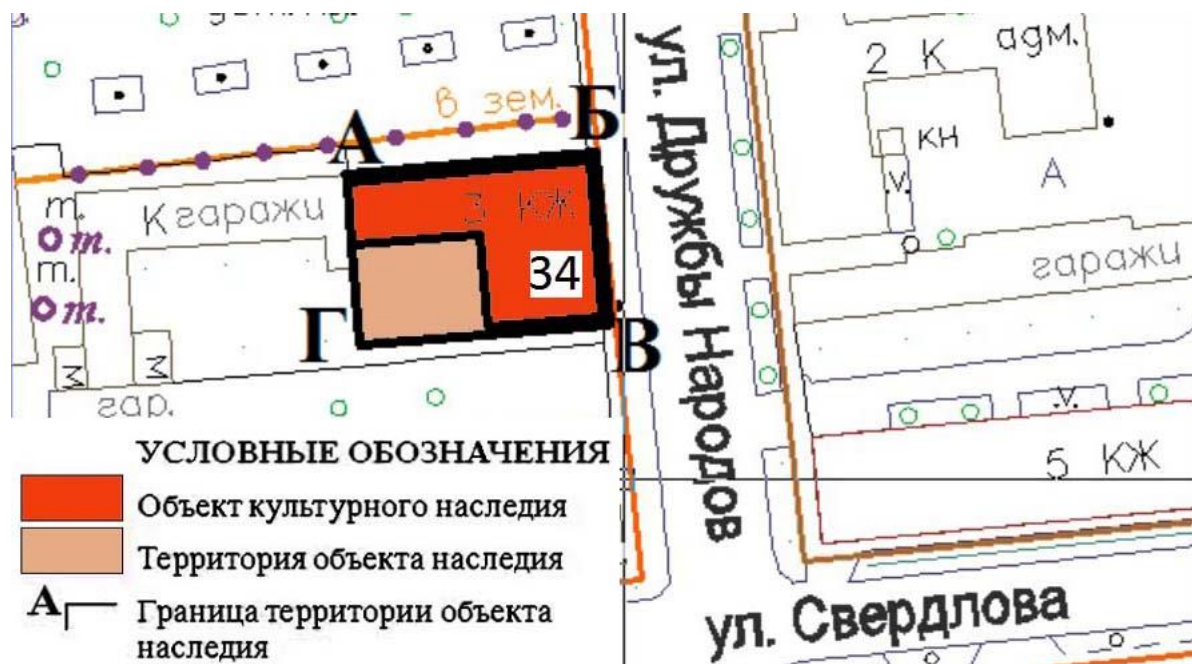 в зем.
А
Б
К гаражи
3 КЖ
34
т.
т.
т.
т.
Г
В
М
М
гар.
ул. Дружбы Народов
2 К
адм.
КН
.v.
А
гаражи
.v.
5 КЖ
ул. Свердлова
УСЛОВНЫЕ ОБОЗНАЧЕНИЯ
Объект культурного наследия
Территория объекта наследия
А
Граница территории объекта
наследия